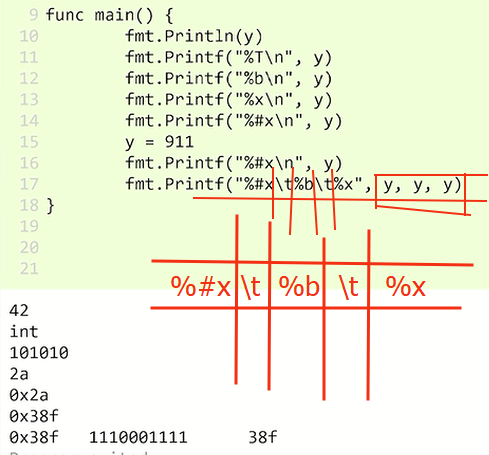 9 func main() {
10 fmt.Println(y)
11 fmt.Printf("%T\n", y)
12 fmt.Printf("%b\n", y)
13 fmt.Printf("%x\n", y)
14 fmt.Printf("%#x\n", y)
15 y = 911
16 fmt.Printf("%#x\n", y)
17 fmt.Printf("%#x\t%b\t%x", y, y, y)
18 }
19
20
21
%#x \t %b \t %x
42
int
101010
2a
0x2a
0x38f
0x38f 1110001111 38f